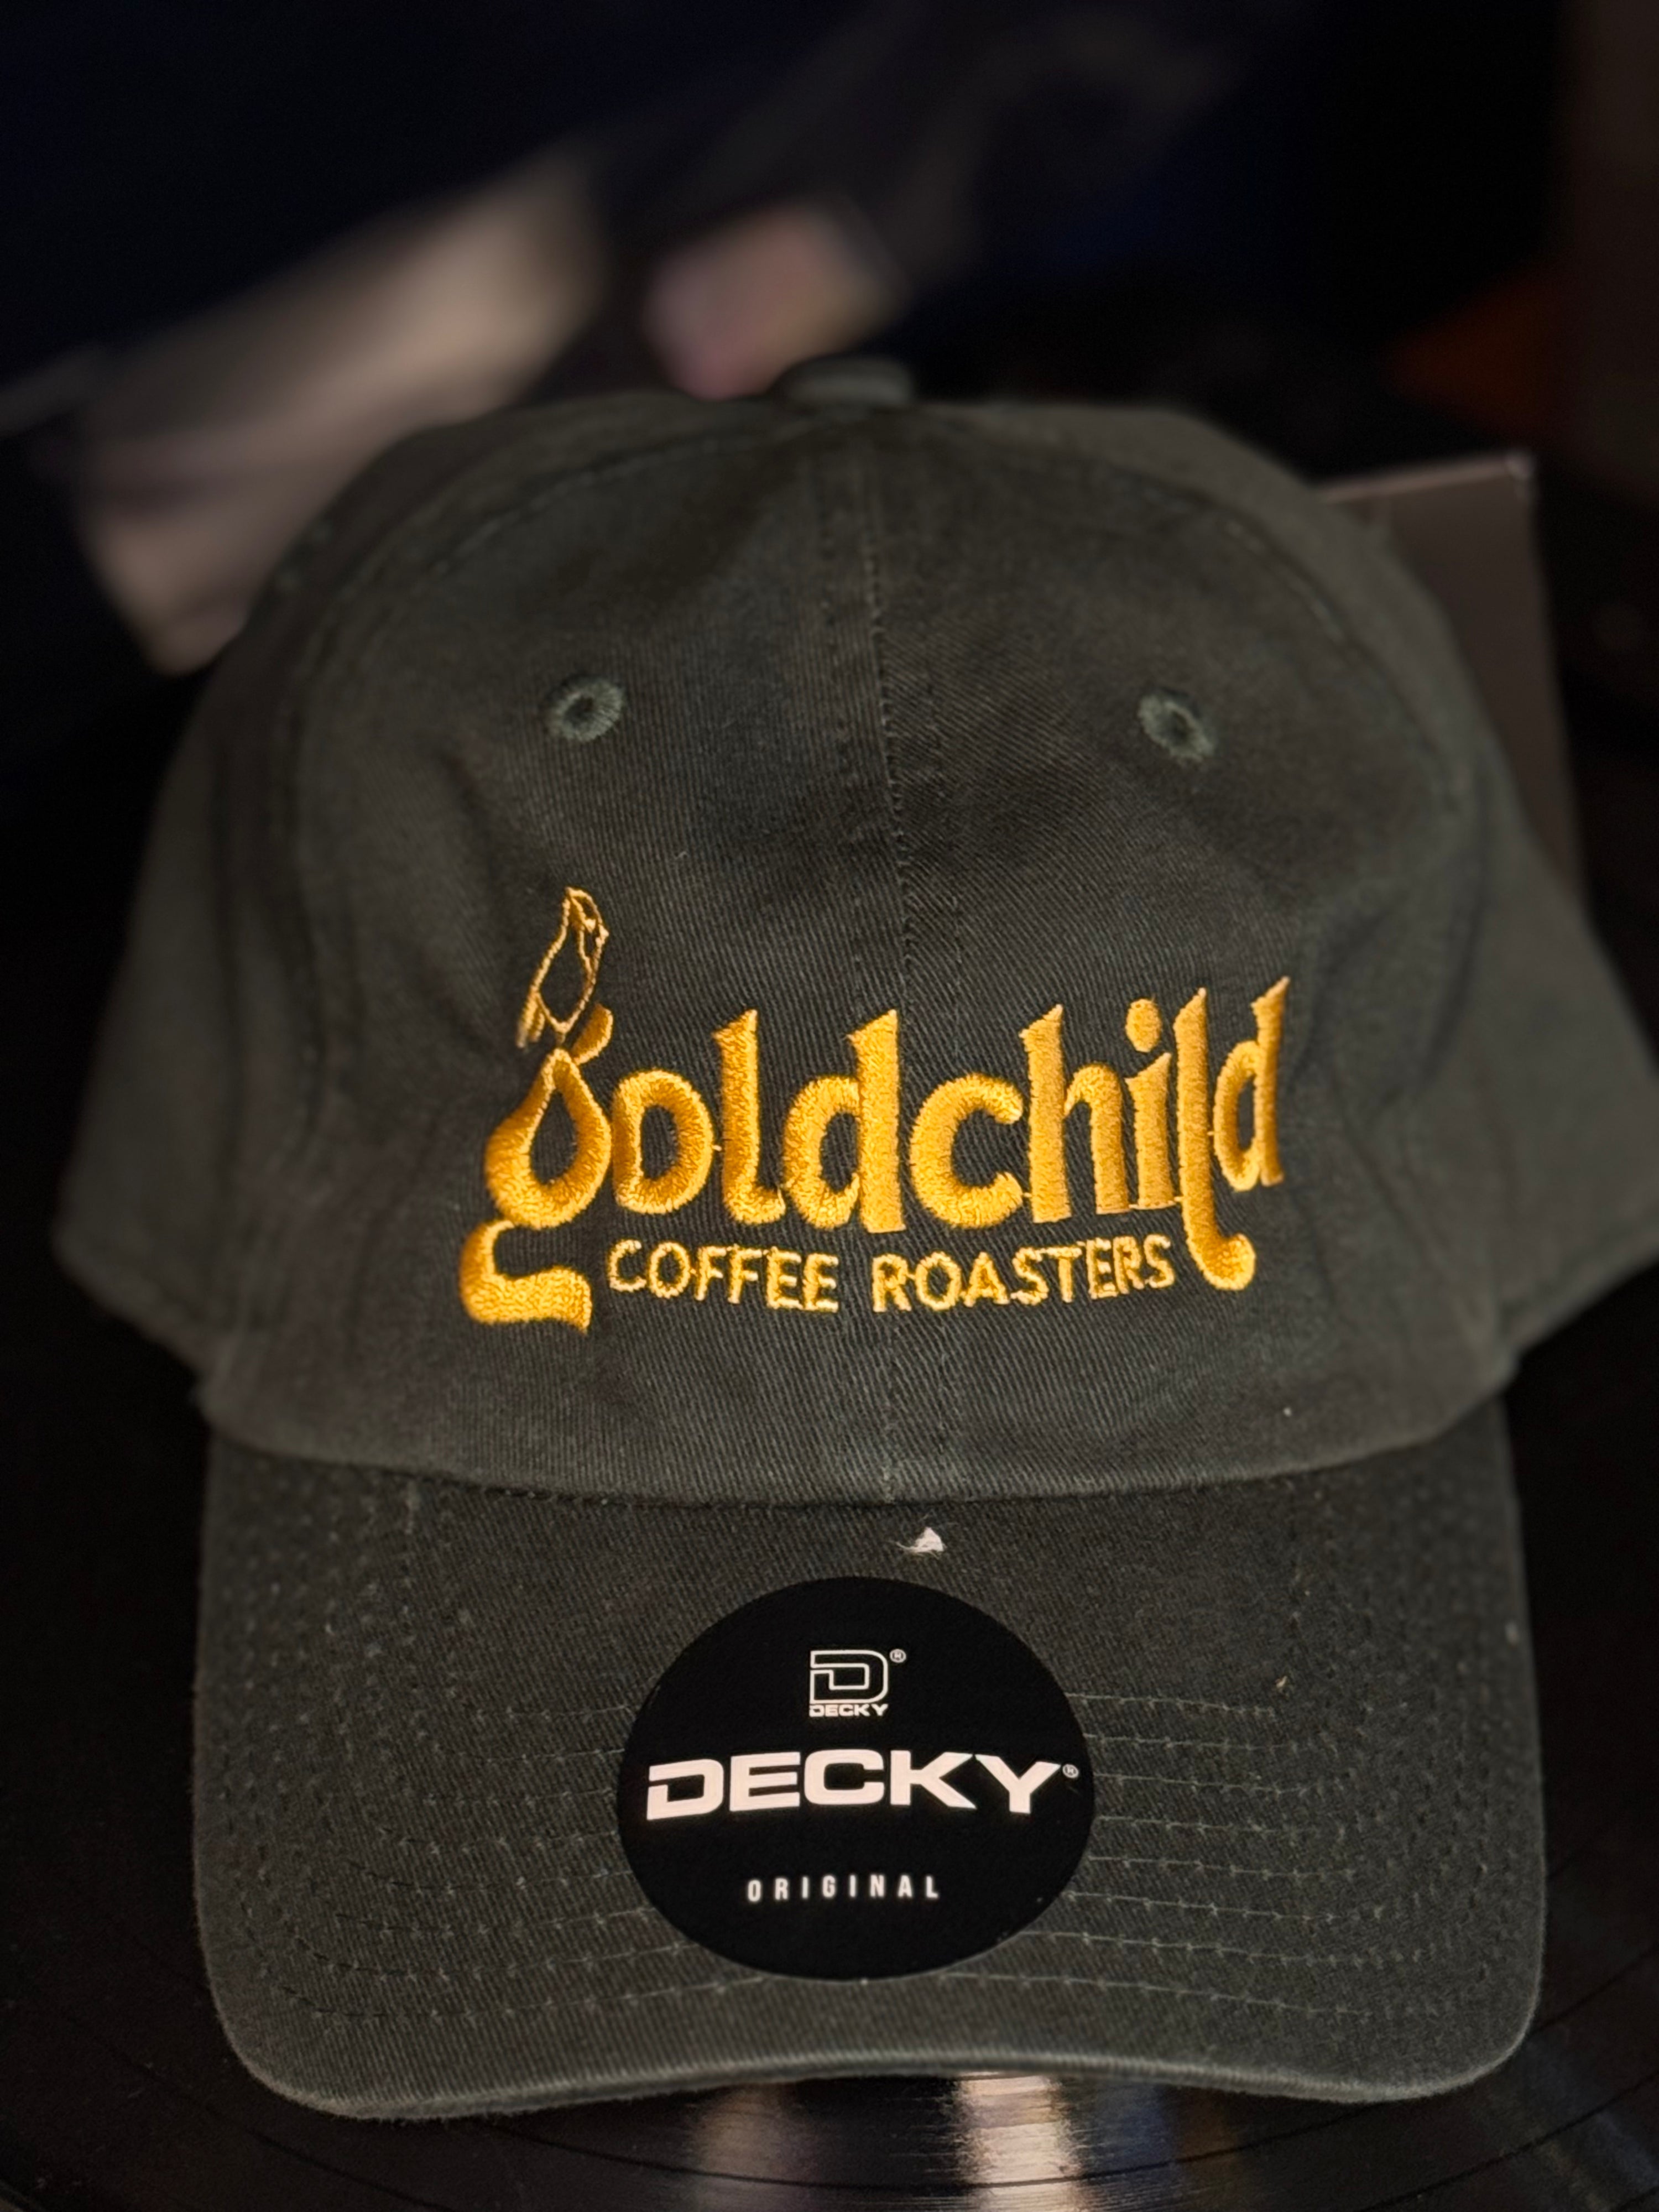 goldchild
COFFEE ROASTERS
D®
DECKY
DECKY®
ORIGINAL